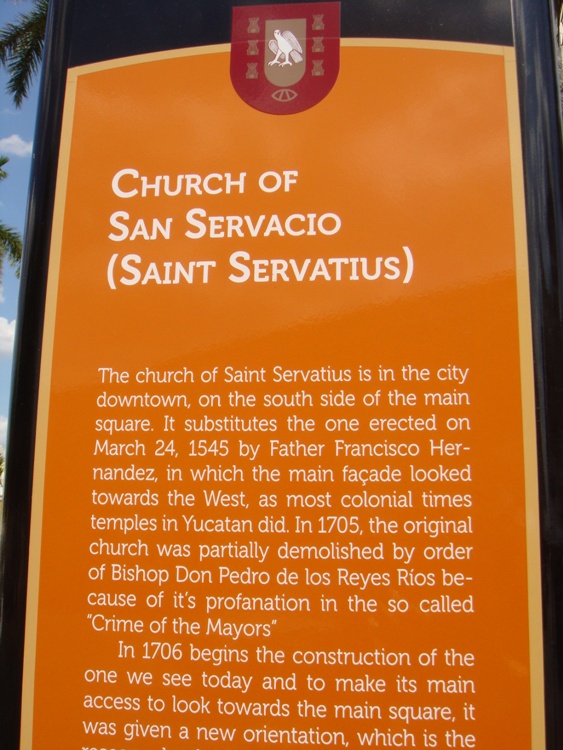 CHURCH OF
SAN SERVACIO
(SAINT SERVATIUS)
The church of Saint Servatius is in the city
downtown, on the south side of the main
square. It substitutes the one erected on
March 24, 1545 by Father Francisco Her-
nandez, in which the main façade looked
towards the West, as most colonial times
temples in Yucatan did. In 1705, the original
church was partially demolished by order
of Bishop Don Pedro de los Reyes Ríos be-
cause of it's profanation in the so called
"Crime of the Mayors"
In 1706 begins the construction of the
one we see today and to make its main
access to look towards the main square, it
was given a new orientation, which is the